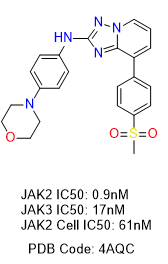 HN
N
N
N
N
O
O
S
O
JAK2 IC50: 0.9nM
JAK3 IC50: 17nM
JAK2 Cell IC50: 61nM
PDB Code: 4AQC